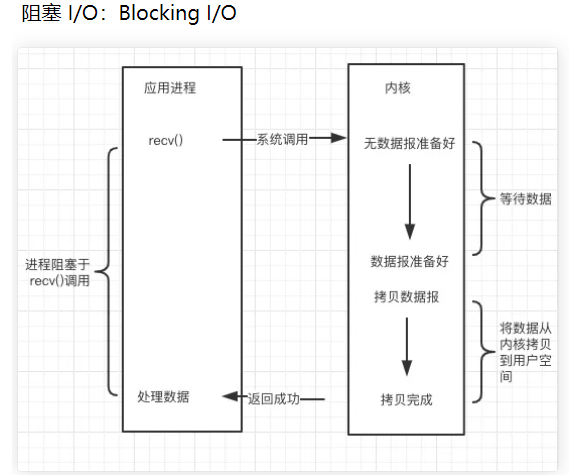 阻塞 I/O：Blocking I/O
应用进程
内核
recv()
系统调用
无数据报准备好
等待数据
数据报准备好
进程阻塞于
recv()调用
拷贝数据报
将数据从
内核拷贝
到用户空
间
处理数据
返回成功
拷贝完成